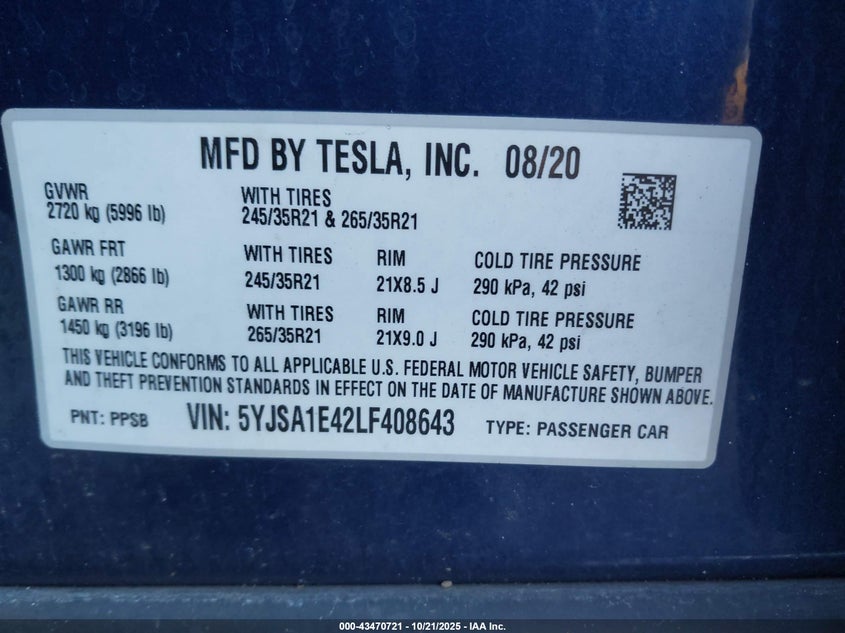 MFD BY TESLA, INC. 08/20
GVWR
2720 kg (5996 lb)
WITH TIRES
245/35R21 & 265/35R21
GAWR FRT
1300 kg (2866 lb)
WITH TIRES
245/35R21
RIM
21X8.5 J
COLD TIRE PRESSURE
290 kPa, 42 psi
GAWR RR
1450 kg (3196 lb)
WITH TIRES
265/35R21
RIM
21X9.0 J
COLD TIRE PRESSURE
290 kPa, 42 psi
THIS VEHICLE CONFORMS TO ALL APPLICABLE U.S. FEDERAL MOTOR VEHICLE SAFETY, BUMPER
AND THEFT PREVENTION STANDARDS IN EFFECT ON THE DATE OF MANUFACTURE SHOWN ABOVE.
PNT: PPSB VIN: 5YJSA1E42LF408643 TYPE: PASSENGER CAR
000-43470721 - 10/21/2025 - IAA Inc.